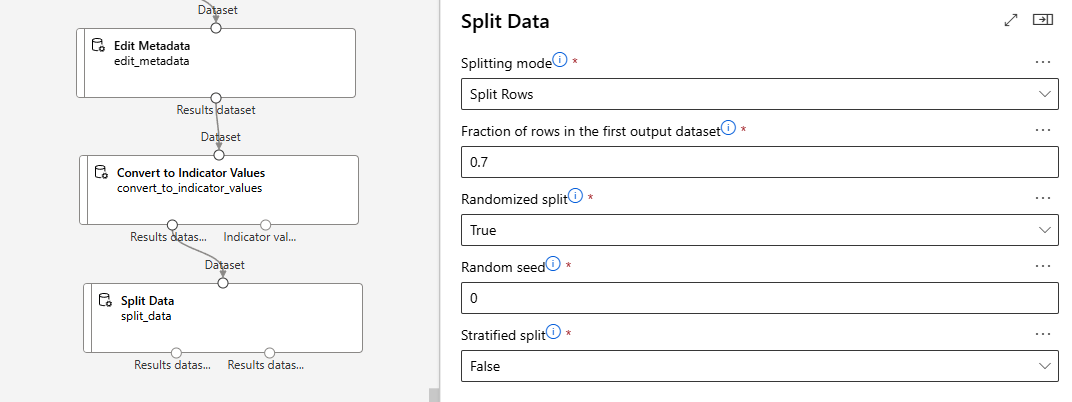 Dataset
Edit Metadata
edit_metadata
Results dataset
Dataset
Convert to Indicator Values
convert_to_indicator_values
Results datas...
Indicator val...
Dataset
Split Data
split_data
Results datas...
Results datas...
Split Data
Splitting mode *
Split Rows
Fraction of rows in the first output dataset *
0.7
Randomized split *
True
Random seed *
0
Stratified split *
False